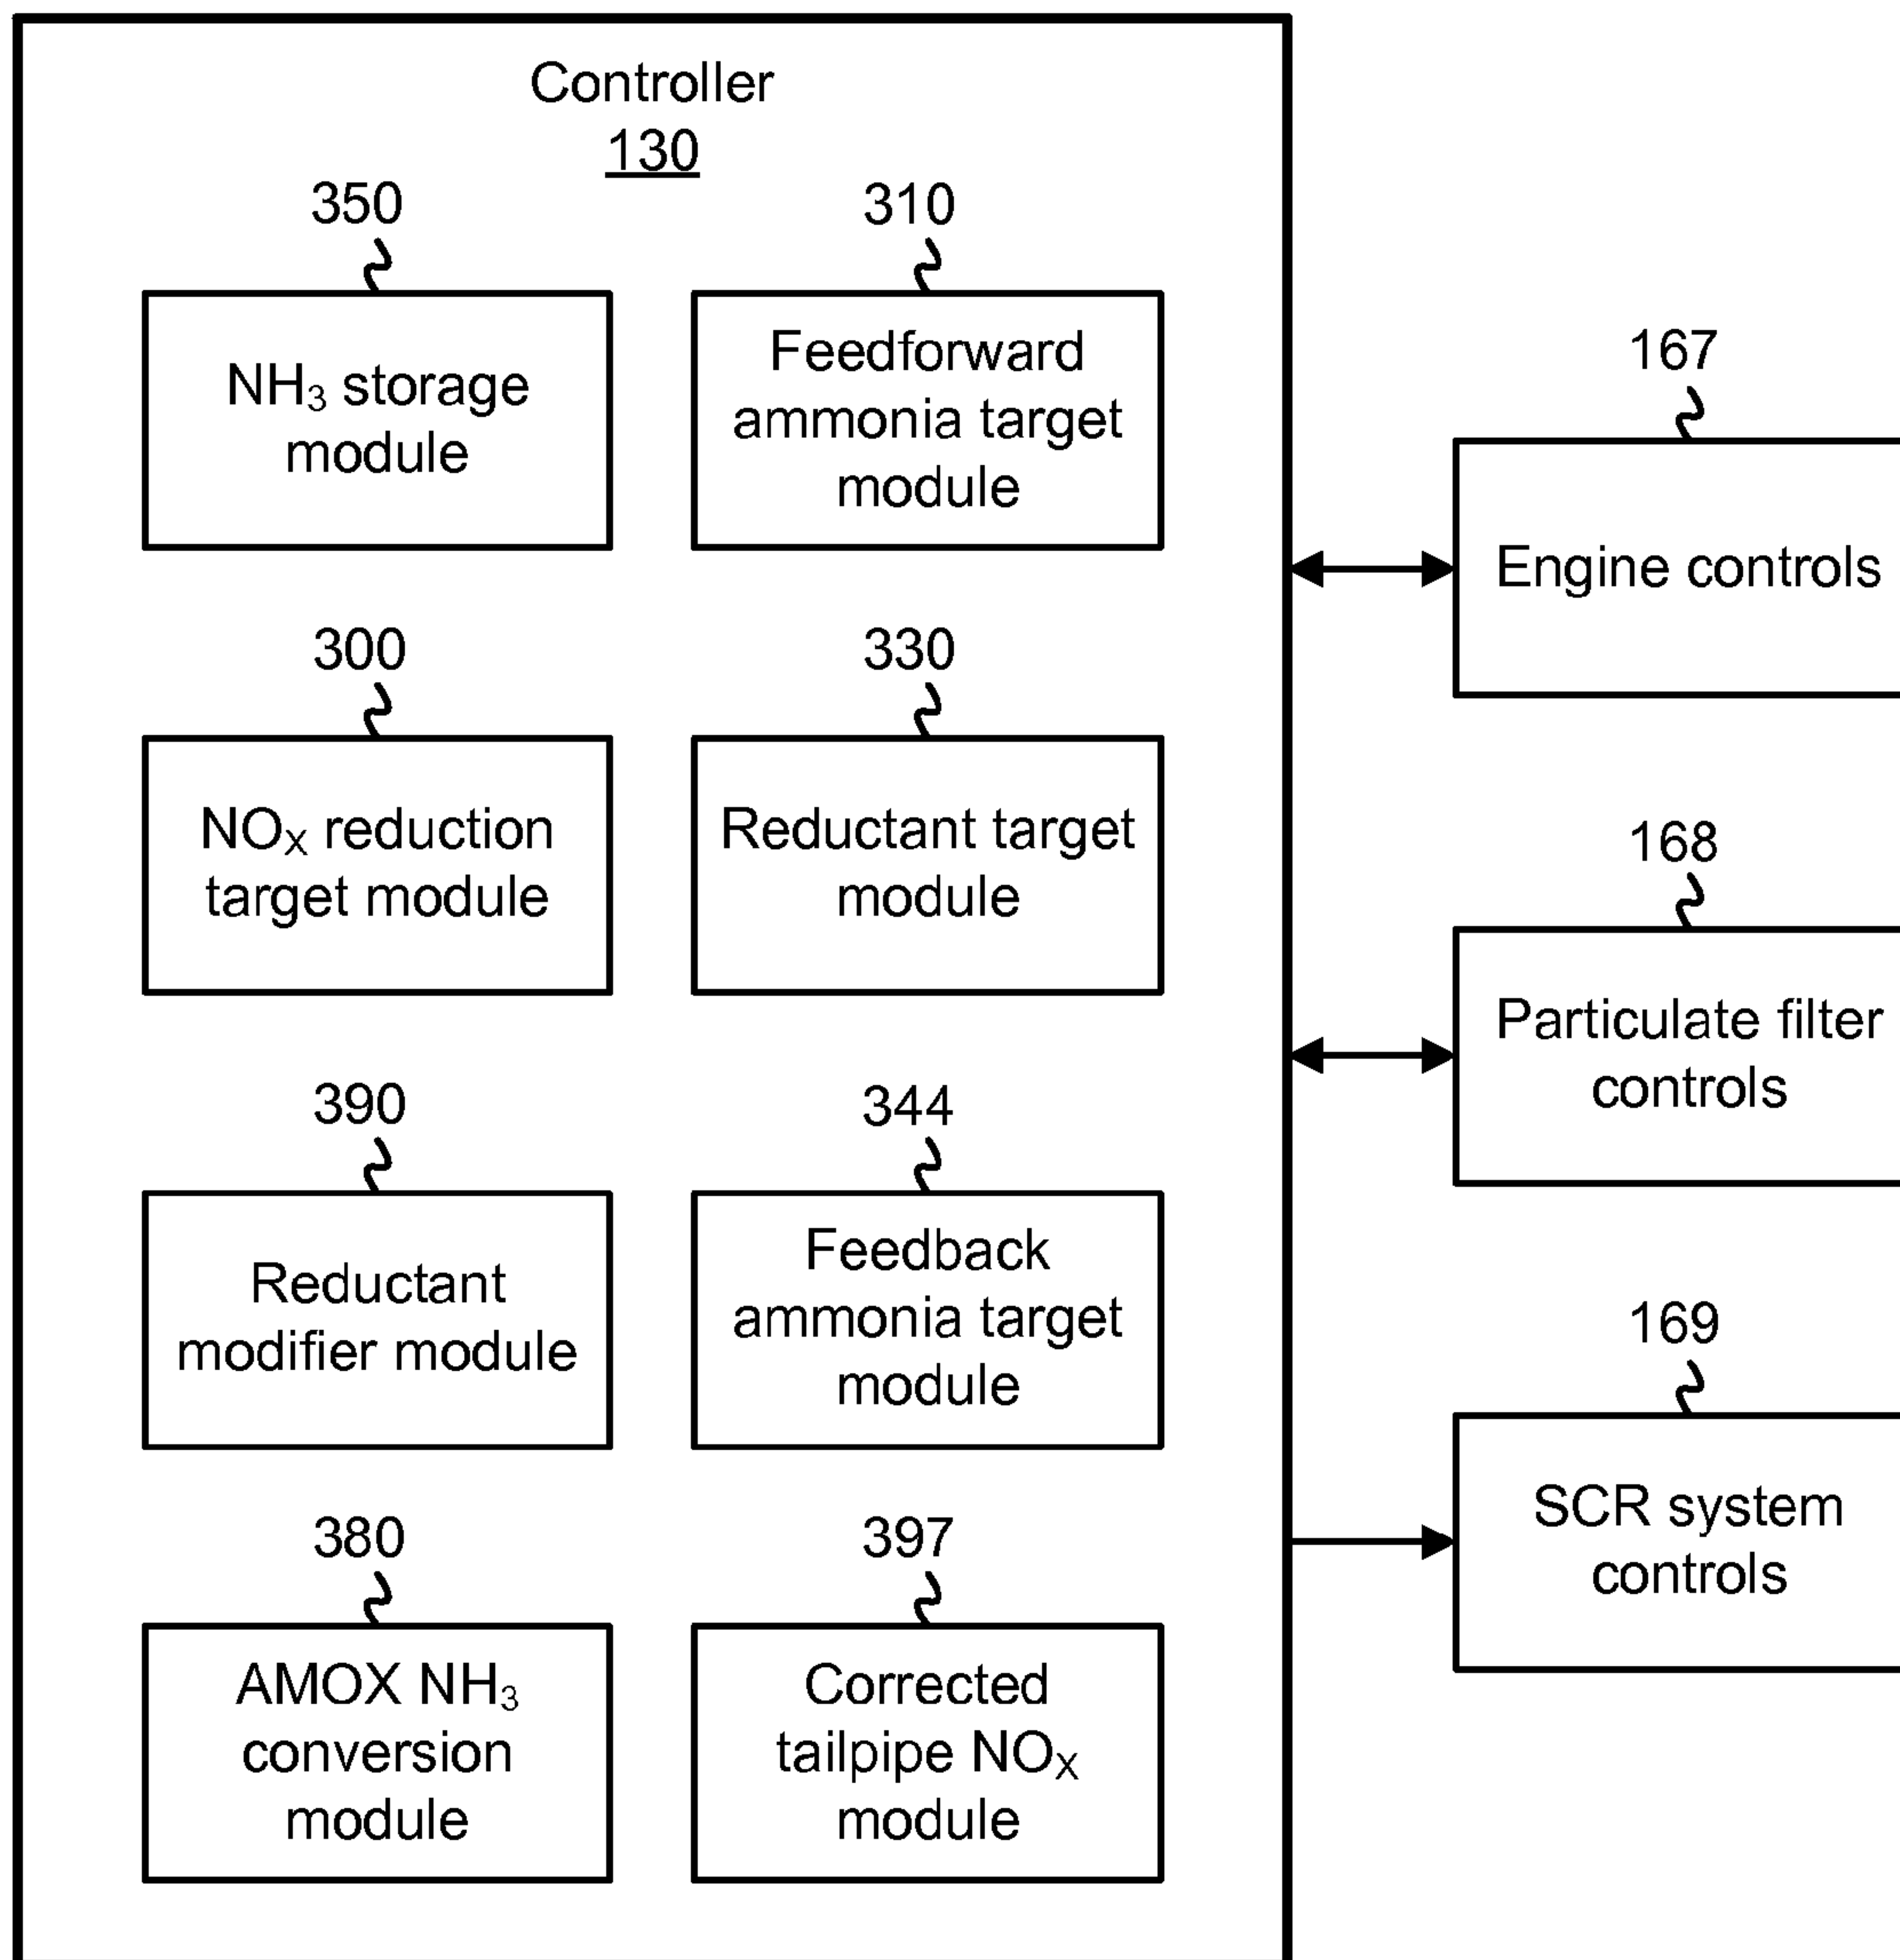 Controller
130
350
NH₃ storage
module
310
Feedforward
ammonia target
module
300
NOX reduction
target module
330
Reductant target
module
390
Reductant
modifier module
344
Feedback
ammonia target
module
380
AMOX NH₃
conversion
module
397
Corrected
tailpipe NOX
module
167
Engine controls
168
Particulate filter
controls
169
SCR system
controls